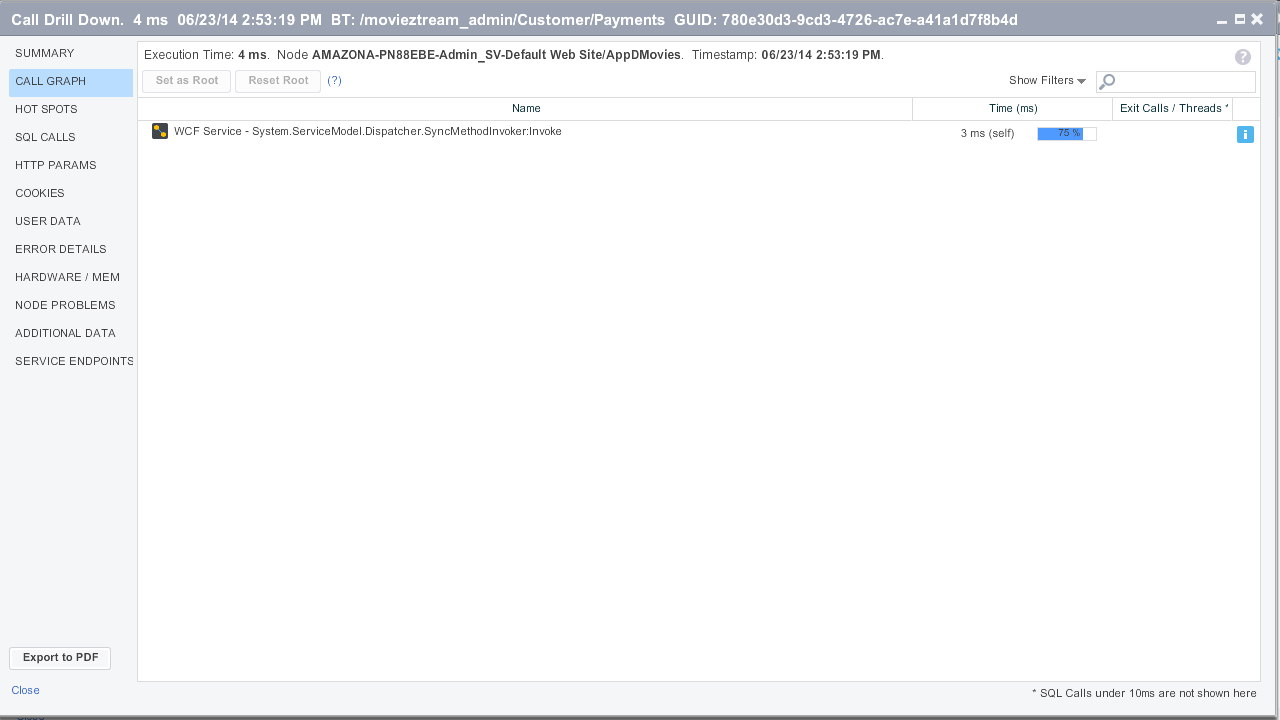 Call Drill Down. 4 ms 06/23/14 2:53:19 PM BT: /movieztream_admin/Customer/Payments GUID: 780e30d3-9cd3-4726-ac7e-a41a1d7f8b4d
SUMMARY
CALL GRAPH
HOT SPOTS
SQL CALLS
HTTP PARAMS
COOKIES
USER DATA
ERROR DETAILS
HARDWARE / MEM
NODE PROBLEMS
ADDITIONAL DATA
SERVICE ENDPOINTS
Export to PDF
Close
Execution Time: 4 ms. Node AMAZONA-PN88EBE-Admin_SV-Default Web Site/AppDMovies. Timestamp: 06/23/14 2:53:19 PM.
?
Set as Root Reset Root (?) Show Filters
Name Time (ms) Exit Calls / Threads *
WCF Service - System.ServiceModel.Dispatcher.SyncMethodInvoker:Invoke 3 ms (self) 75 % i
* SQL Calls under 10ms are not shown here